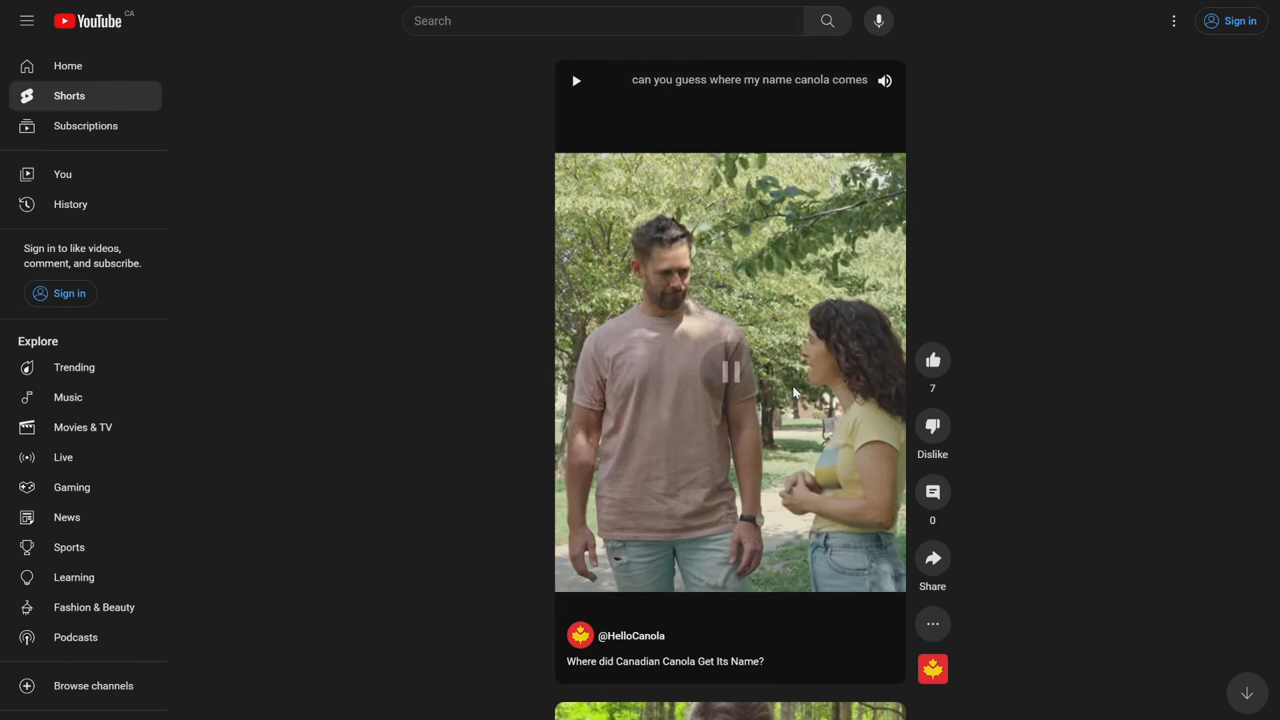 YouTube CA
Search
Sign in
Home
Shorts
Subscriptions
You
History
Sign in to like videos,
comment, and subscribe.
Sign in
Explore
Trending
Music
Movies & TV
Live
Gaming
News
Sports
Learning
Fashion & Beauty
Podcasts
Browse channels
can you guess where my name canola comes
7
Dislike
0
Share
@HelloCanola
Where did Canadian Canola Get Its Name?